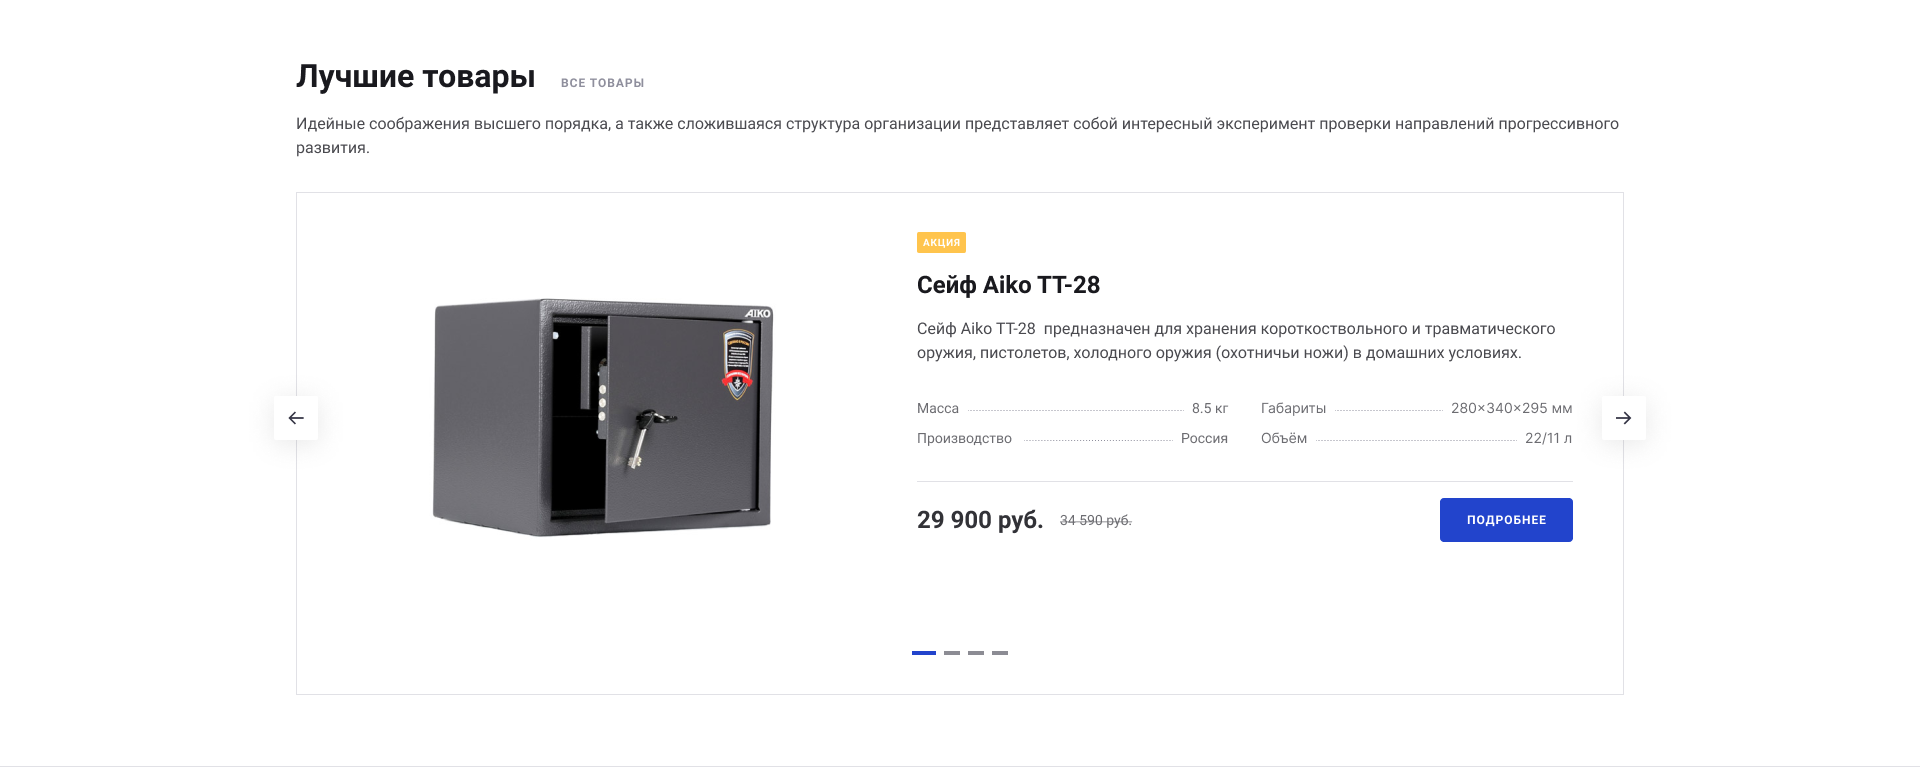 Лучшие товары ВСЕ ТОВАРЫ
Идейные соображения высшего порядка, а также сложившаяся структура организации представляет собой интересный эксперимент проверки направлений прогрессивного
развития.
АКЦИЯ
Сейф Aiko TT-28
Сейф Aiko TT-28 предназначен для хранения короткоствольного и травматического
оружия, пистолетов, холодного оружия (охотничьи ножи) в домашних условиях.
AIKO
Масса 8.5 кг Габариты 280×340×295 мм
Производство Россия Объём 22/11 л
29 900 руб. 34 590 руб.
ПОДРОБНЕЕ